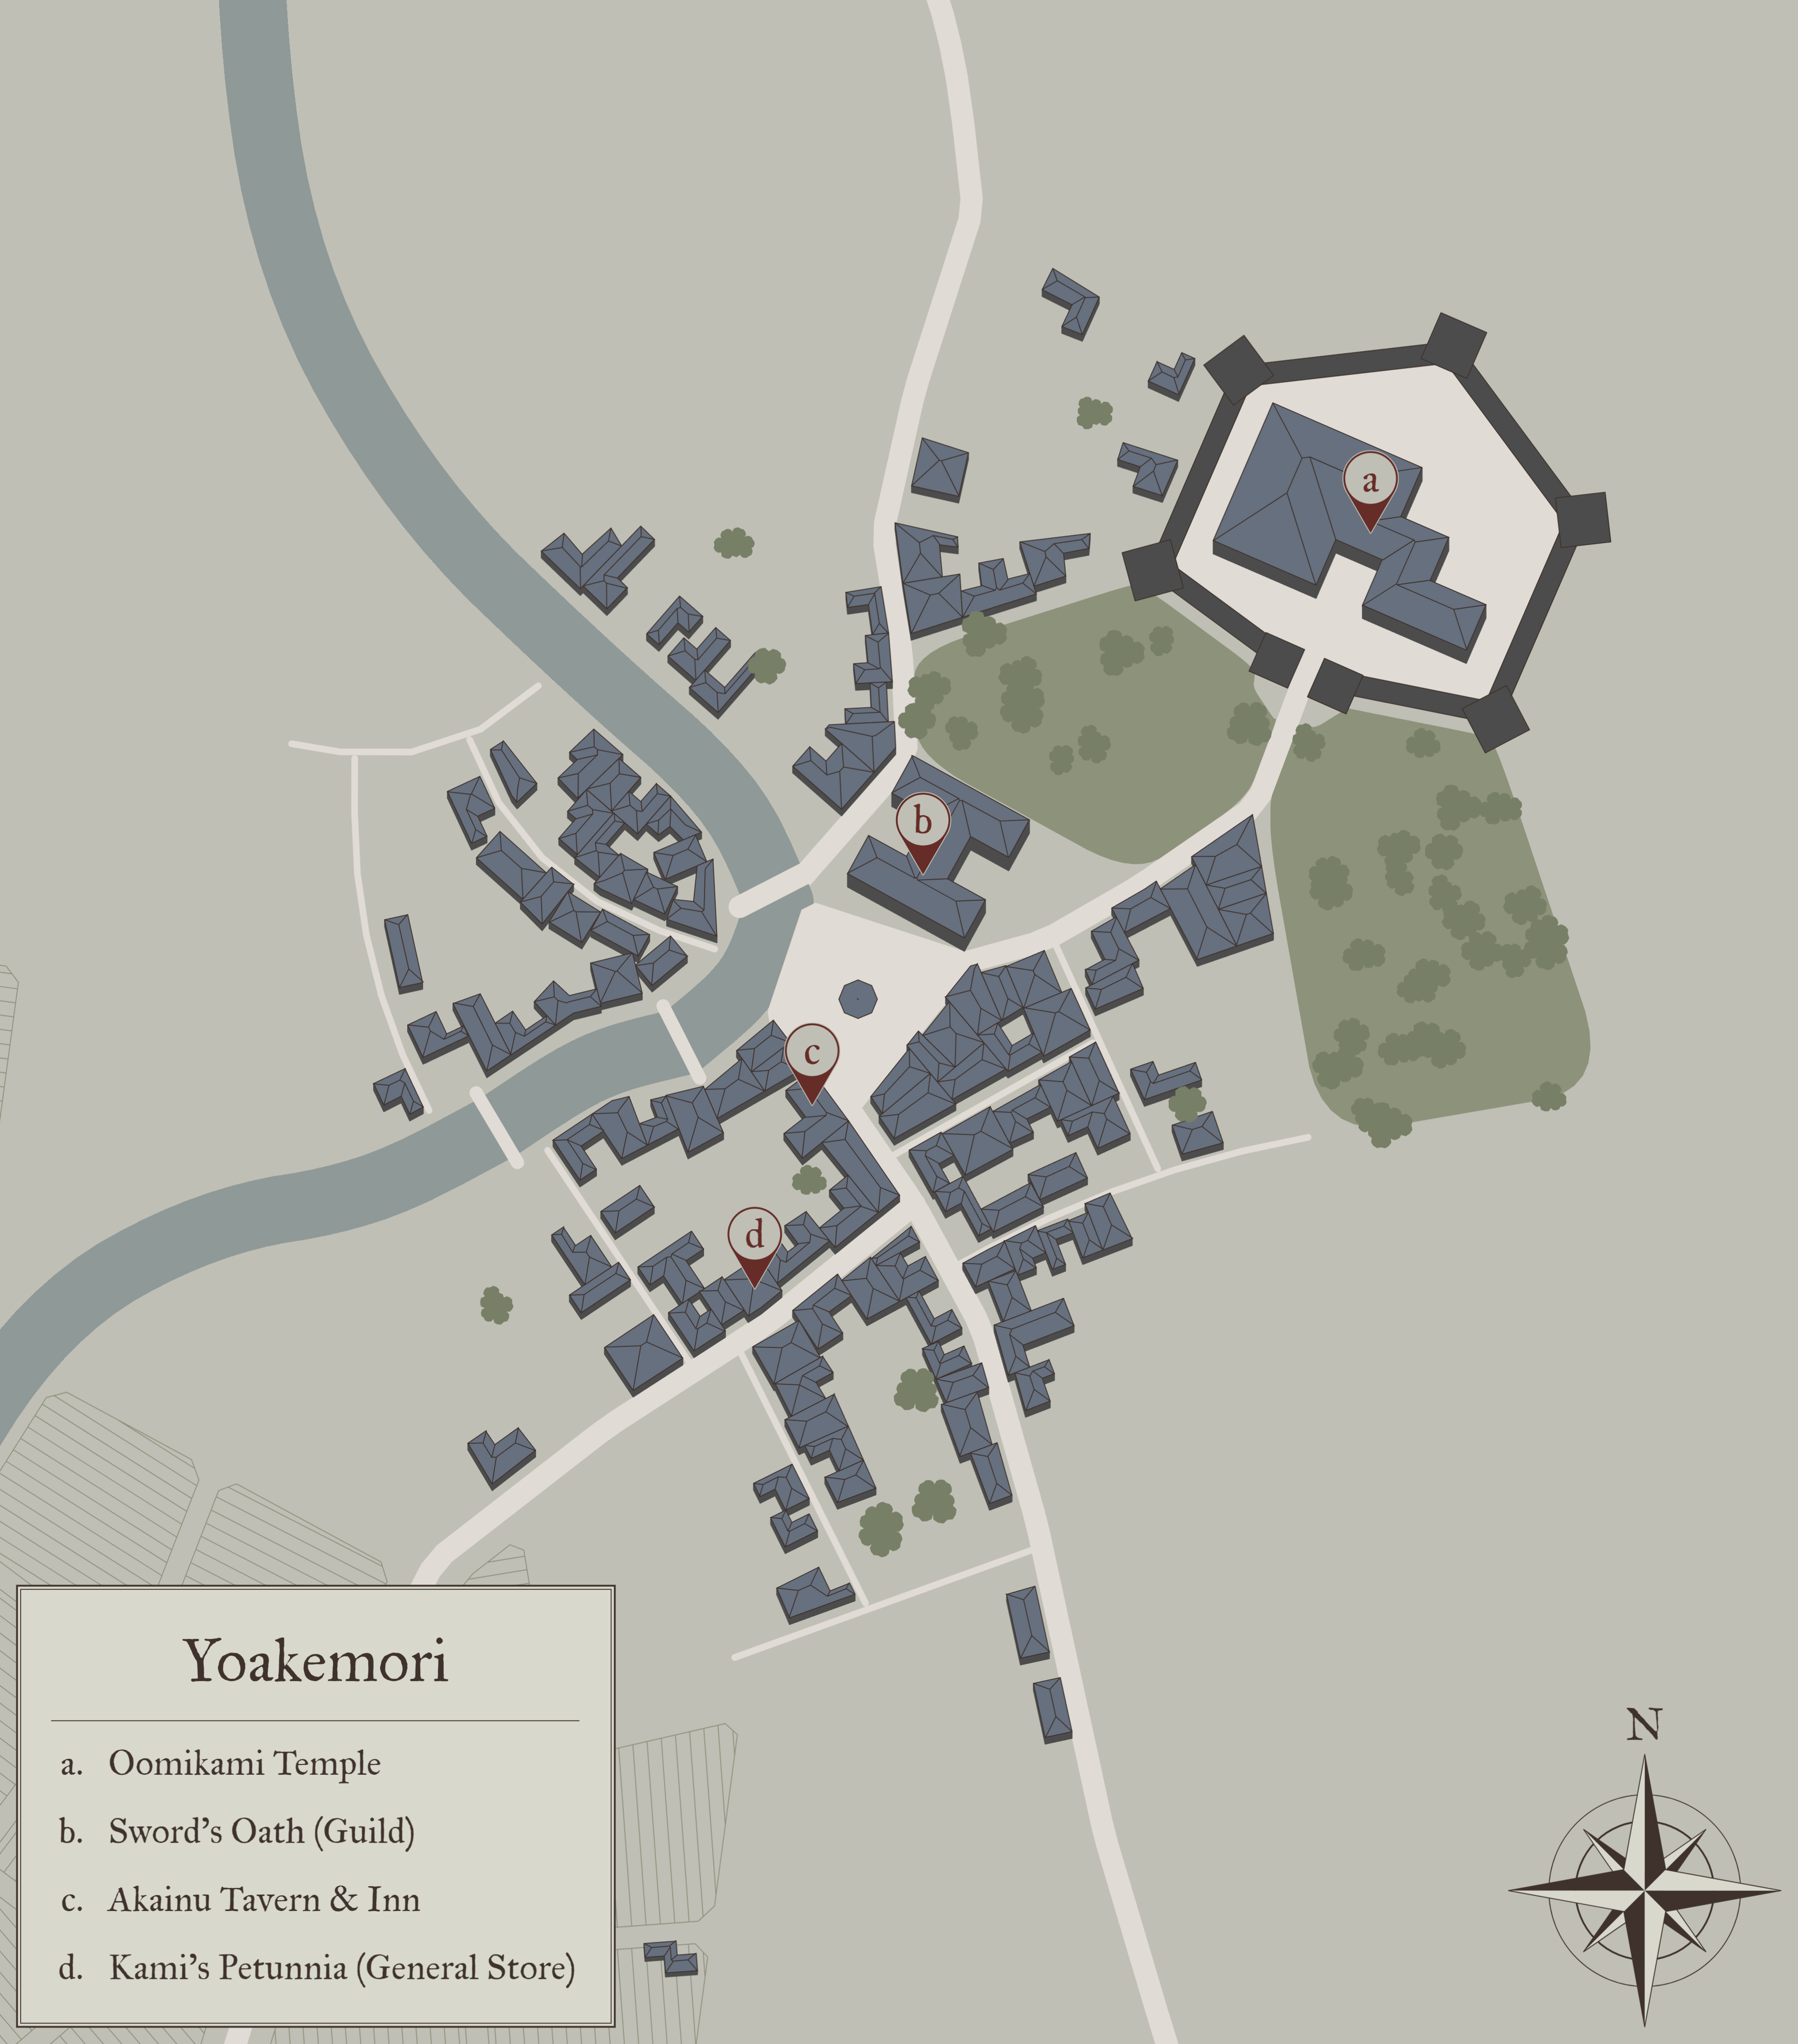 a
b
c
d
Yoakemori
a. Oomikami Temple
b. Sword's Oath (Guild)
c. Akainu Tavern & Inn
d. Kami's Petunnia (General Store)
N